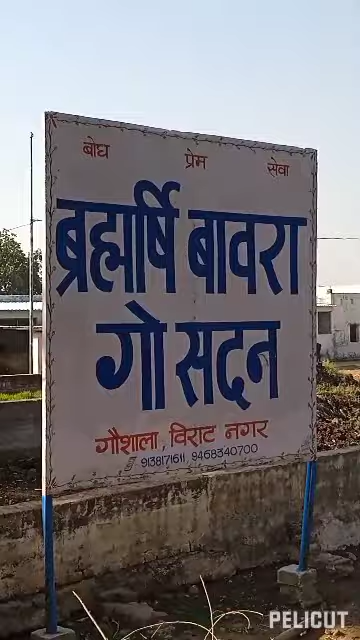 बोध प्रेम सेवा
ब्रह्मर्षि बावरा
गो सदन
गौशाला, विराट नगर
9138171611, 9468340700
PELICUT